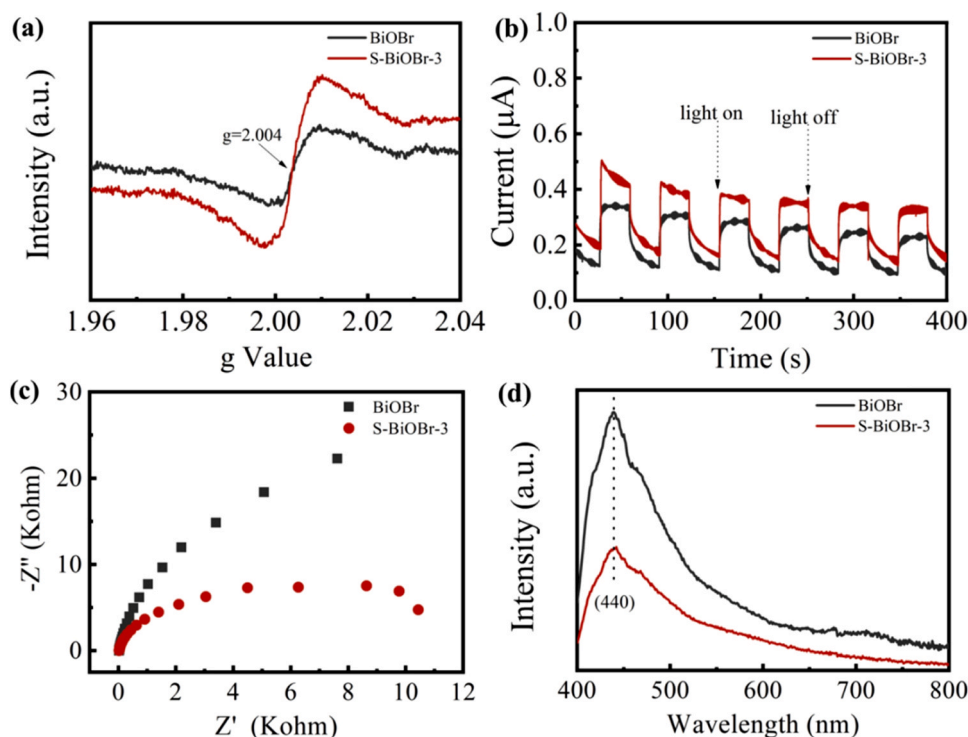 (a)
BiOBr
S-BiOBr-3
g=2.004
Intensity (a.u.)
1.96 1.98 2.00 2.02 2.04
g Value
(b)
BiOBr
S-BiOBr-3
light on
light off
Current (μA)
1.0
0.8
0.6
0.4
0.2
0.0
0 100 200 300 400
Time (s)
(c)
BiOBr
S-BiOBr-3
-Z'' (Kohm)
30
20
10
0
0 2 4 6 8 10 12
Z' (Kohm)
(d)
BiOBr
S-BiOBr-3
(440)
Intensity (a.u.)
400 500 600 700 800
Wavelength (nm)